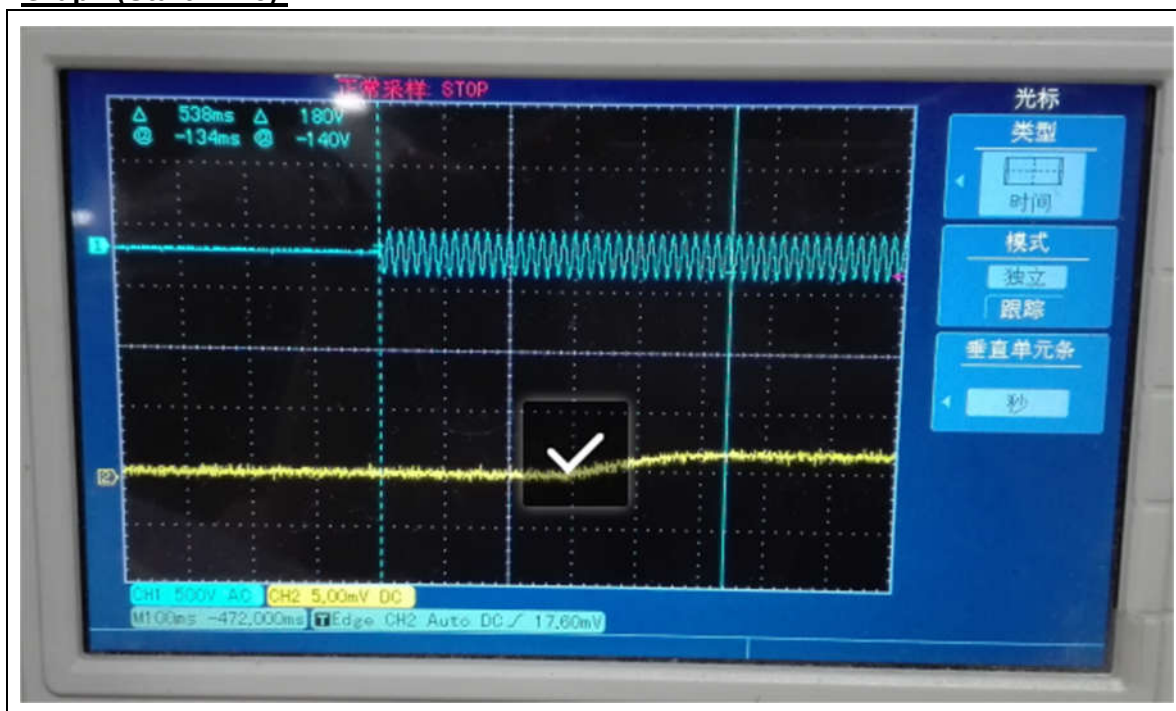 正常采样: STOP
△ 538ms △ 180V
@ -134ms @ -140V
1
2
CH1 500V AC CH2 5.00mV DC
M100ms -472.000ms T Edge CH2 Auto DC 17.60mV
光标
类型
时间
模式
独立
跟踪
垂直单元条
秒